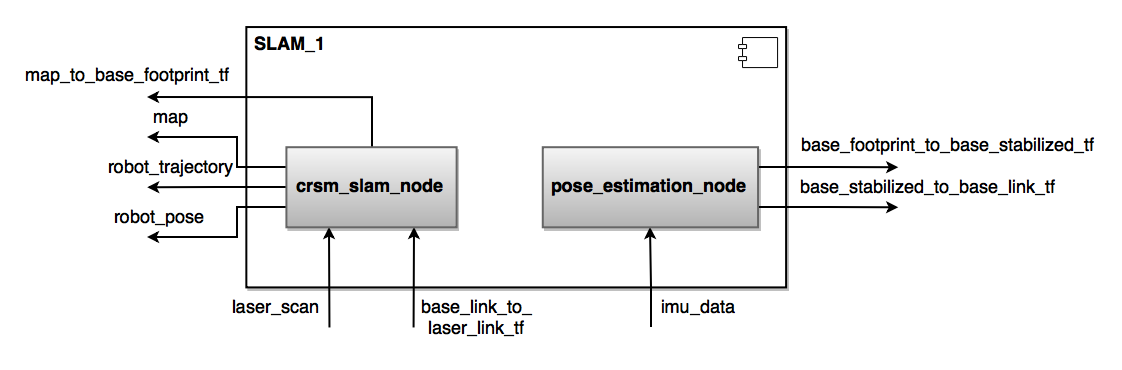 SLAM_1
map_to_base_footprint_tf
map
robot_trajectory
robot_pose
crsm_slam_node
pose_estimation_node
base_footprint_to_base_stabilized_tf
base_stabilized_to_base_link_tf
laser_scan
base_link_to_
laser_link_tf
imu_data